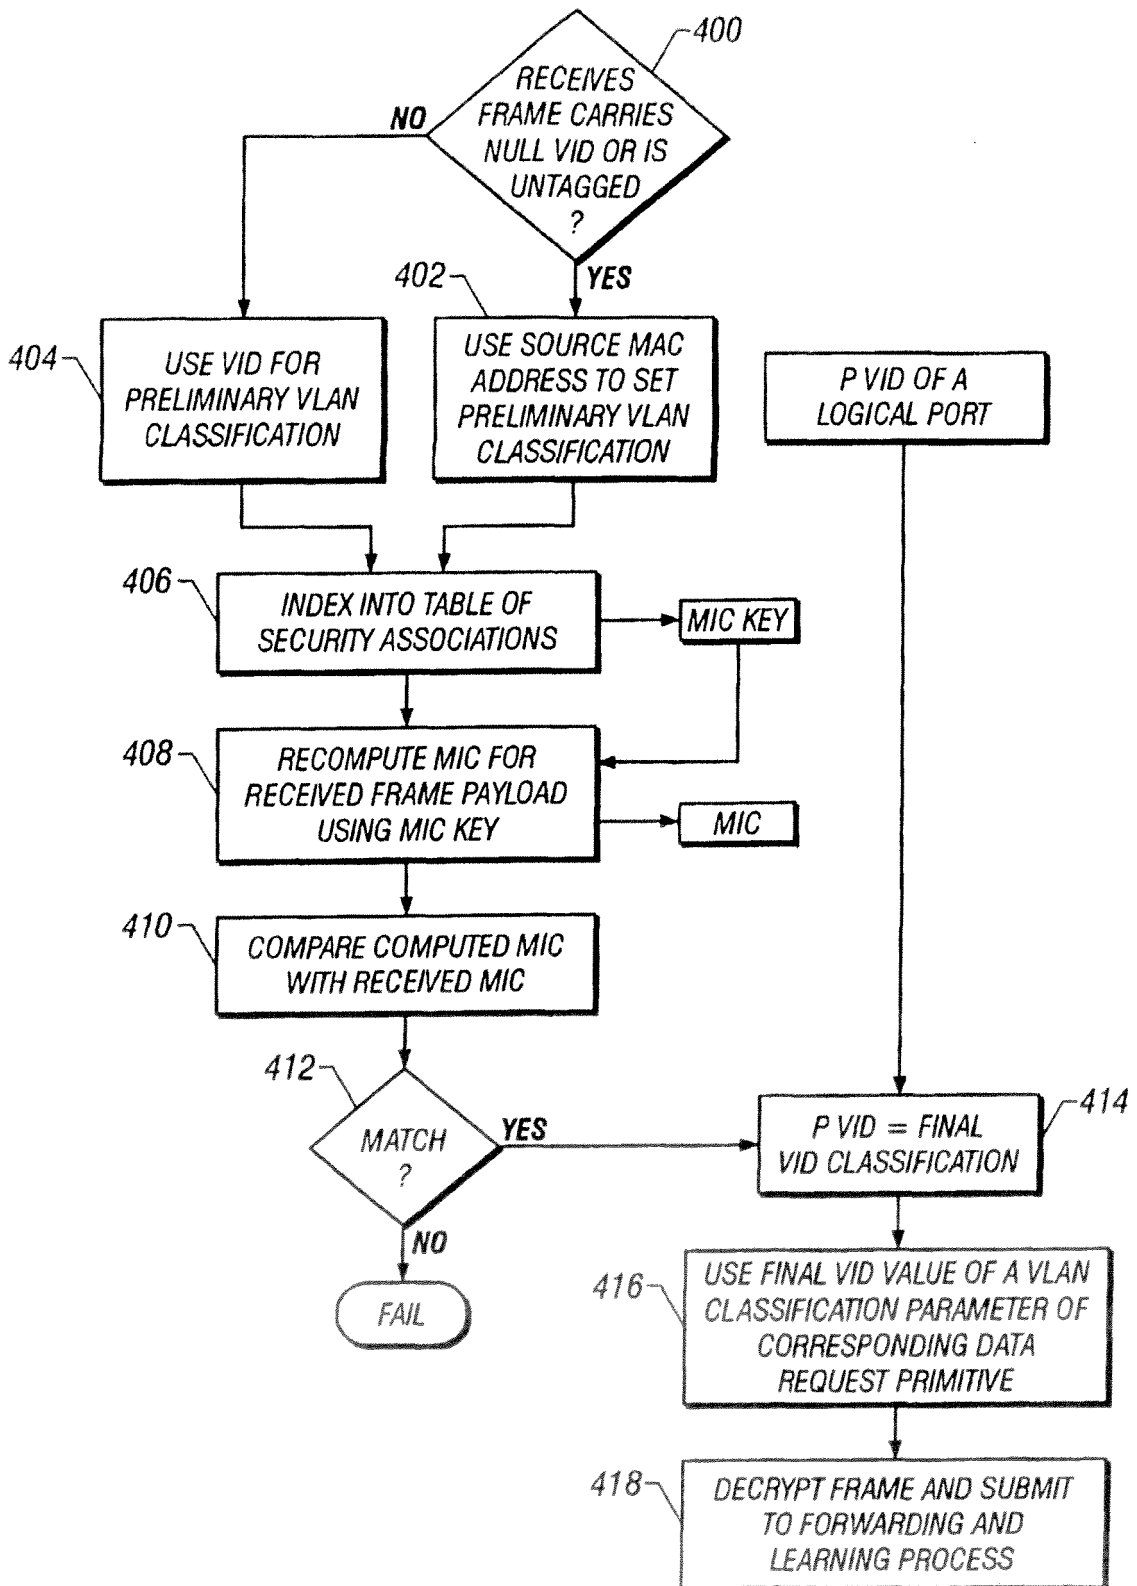 400
RECEIVES
FRAME CARRIES
NULL VID OR IS
UNTAGGED
?
NO
YES
402
404
USE VID FOR
PRELIMINARY VLAN
CLASSIFICATION
USE SOURCE MAC
ADDRESS TO SET
PRELIMINARY VLAN
CLASSIFICATION
P VID OF A
LOGICAL PORT
406
INDEX INTO TABLE OF
SECURITY ASSOCIATIONS
MIC KEY
408
RECOMPUTE MIC FOR
RECEIVED FRAME PAYLOAD
USING MIC KEY
MIC
410
COMPARE COMPUTED MIC
WITH RECEIVED MIC
412
MATCH
?
YES
NO
FAIL
414
P VID = FINAL
VID CLASSIFICATION
416
USE FINAL VID VALUE OF A VLAN
CLASSIFICATION PARAMETER OF
CORRESPONDING DATA
REQUEST PRIMITIVE
418
DECRYPT FRAME AND SUBMIT
TO FORWARDING AND
LEARNING PROCESS